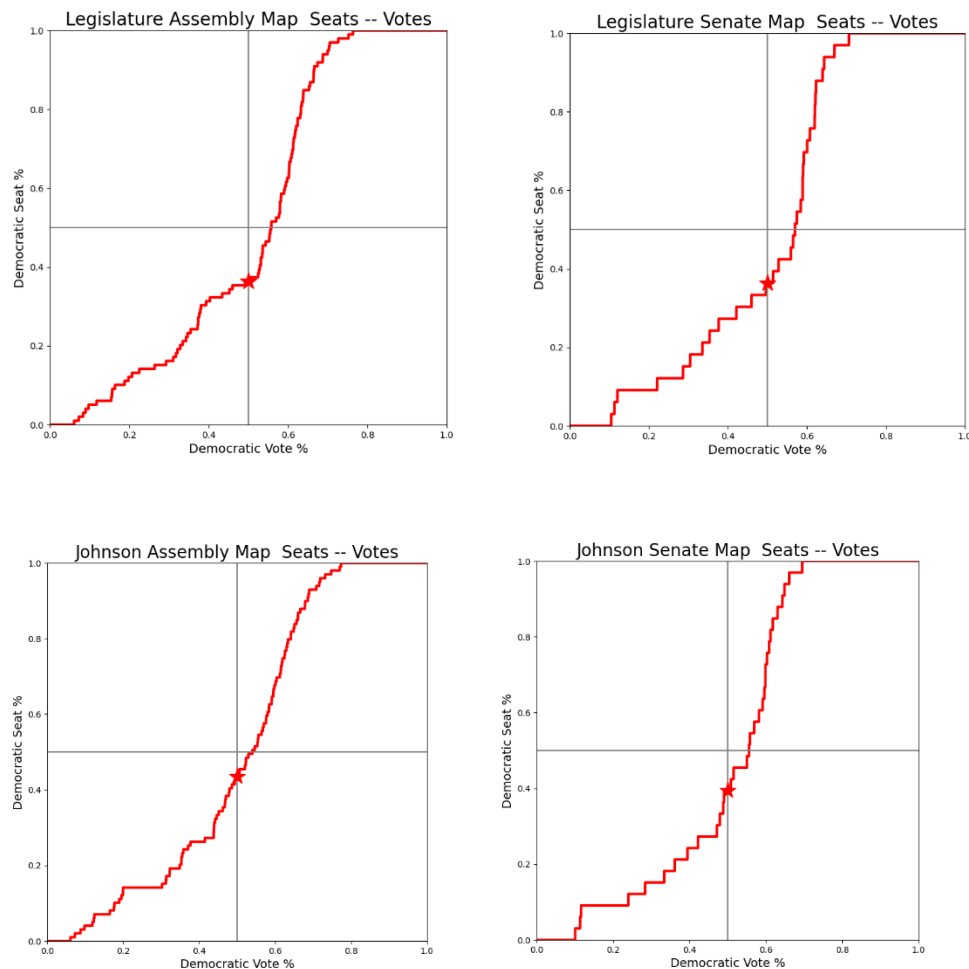 Legislature Assembly Map  Seats -- Votes
1.0
0.8
0.6
0.4
0.2
0.0
Democratic Seat %
0.0 0.2 0.4 0.6 0.8 1.0
Democratic Vote %
Legislature Senate Map  Seats -- Votes
1.0
0.8
0.6
0.4
0.2
0.0
Democratic Seat %
0.0 0.2 0.4 0.6 0.8 1.0
Democratic Vote %
Johnson Assembly Map  Seats -- Votes
1.0
0.8
0.6
0.4
0.2
0.0
Democratic Seat %
0.0 0.2 0.4 0.6 0.8 1.0
Democratic Vote %
Johnson Senate Map  Seats -- Votes
1.0
0.8
0.6
0.4
0.2
0.0
Democratic Seat %
0.0 0.2 0.4 0.6 0.8 1.0
Democratic Vote %